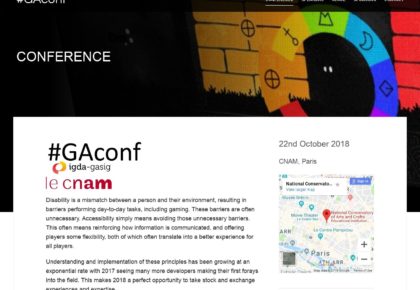 #GAconf
CONFERENCE
#GAconf
igda-gasig
le cnam
Disability is a mismatch between a person and their environment, resulting in
barriers performing day-to-day tasks, including gaming. These barriers are often
unnecessary. Accessibility simply means avoiding those unnecessary barriers.
This often means reinforcing how information is communicated, and offering
players some flexibility, both of which often translate into a better experience for
all players.
Understanding and implementation of these principles has been growing at an
exponential rate with 2017 seeing many more developers making their first forays
into the field. This makes 2018 a perfect opportunity to take stock and exchange
experiences and expertise
22nd October 2018
CNAM, Paris
National Conservato...
View larger map
Sign in
National Conservatory
of Arts and Crafts
Le Centre Pompidou